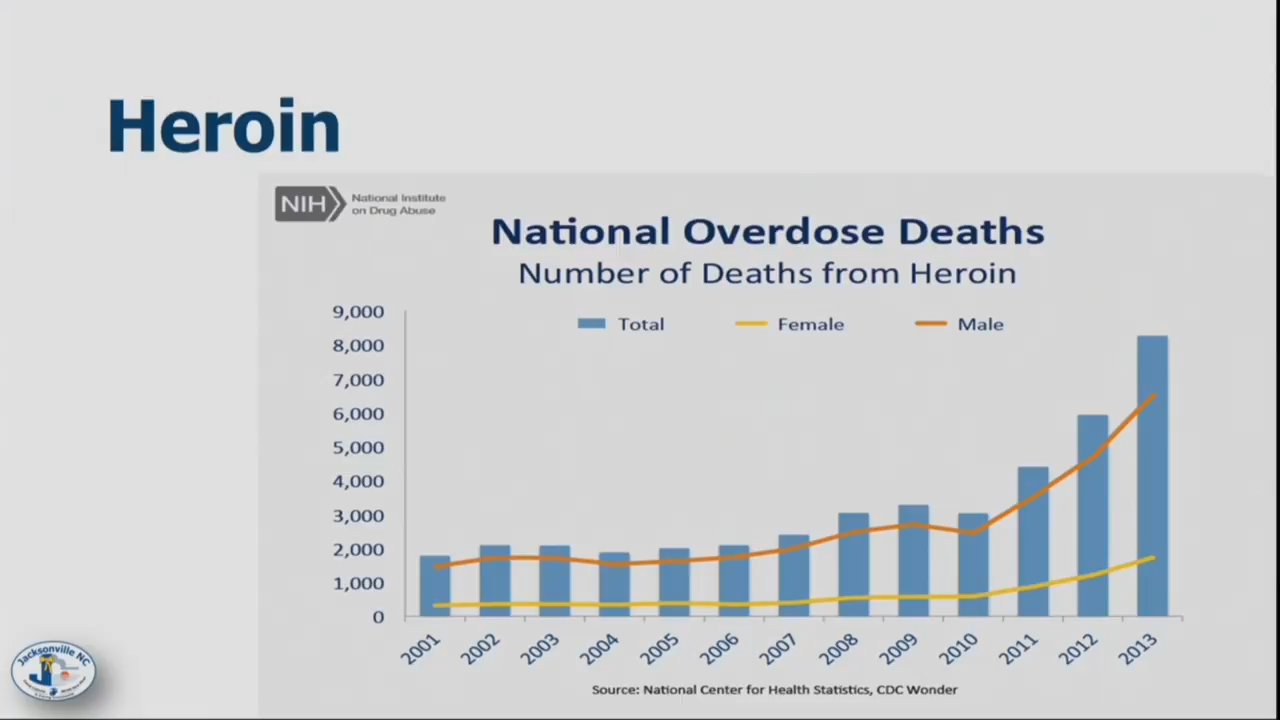 Heroin
NIH
National Institute
on Drug Abuse
National Overdose Deaths
Number of Deaths from Heroin
Total
Female
Male
9,000
8,000
7,000
6,000
5,000
4,000
3,000
2,000
1,000
0
2001 2002 2003 2004 2005 2006 2007 2008 2009 2010 2011 2012 2013
Source: National Center for Health Statistics, CDC Wonder
Jacksonville NC